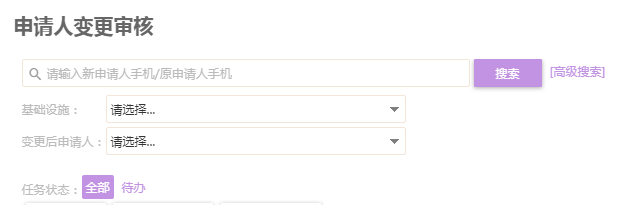 申请人变更审核
请输入新申请人手机/原申请人手机 搜索 [高级搜索]
基础设施： 请选择...
变更后申请人： 请选择...
任务状态： 全部 待办